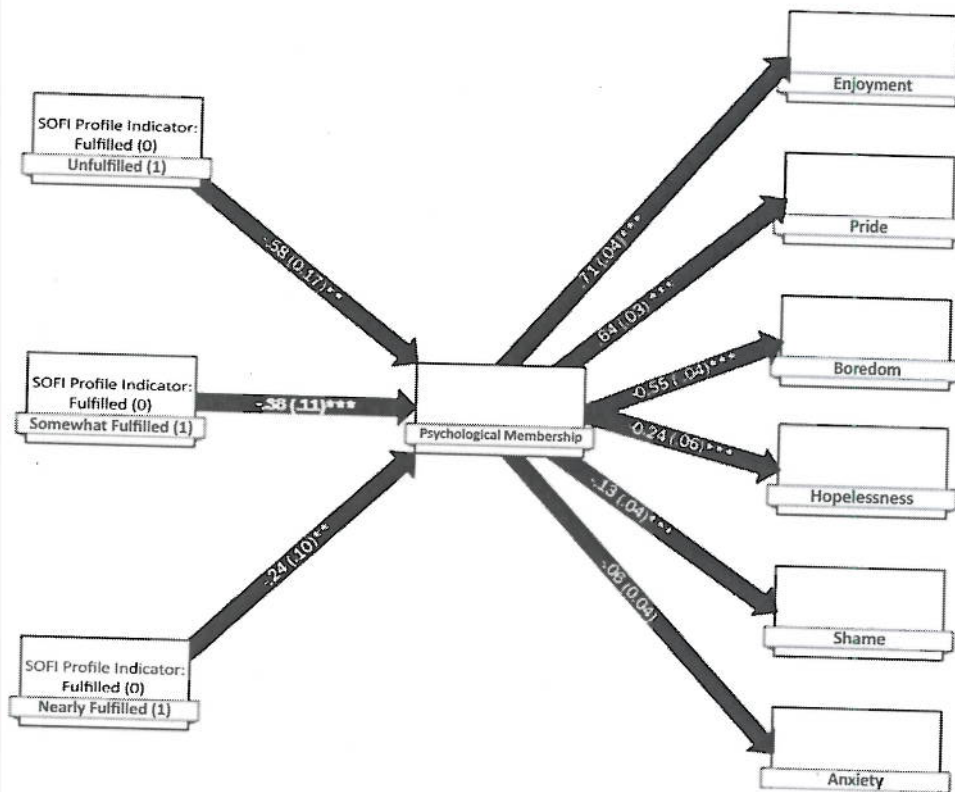 SOFI Profile Indicator:
Fulfilled (0)
Unfulfilled (1)
SOFI Profile Indicator:
Fulfilled (0)
Somewhat Fulfilled (1)
SOFI Profile Indicator:
Fulfilled (0)
Nearly Fulfilled (1)
-.58 (0.17)**
-.38 (.11)***
-.24 (.10)**
Psychological Membership
.71 (.04)***
.64 (.03) ***
-0.55 (.04)***
-0.24 (.06)***
-.13 (.04)***
-.06 (0.04)
Enjoyment
Pride
Boredom
Hopelessness
Shame
Anxiety